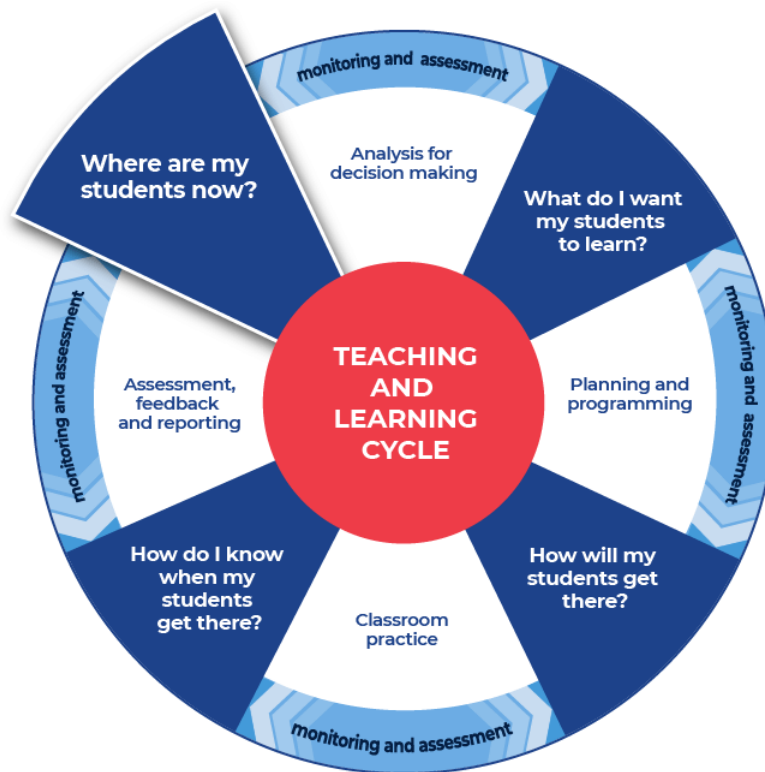 monitoring and assessment
Where are my
students now?
Analysis for
decision making
What do I want
my students
to learn?
monitoring and assessment
TEACHING
AND
LEARNING
CYCLE
Assessment,
feedback
and reporting
Planning and
programming
monitoring and assessment
How do I know
when my
students
get there?
How will my
students get
there?
Classroom
practice
monitoring and assessment